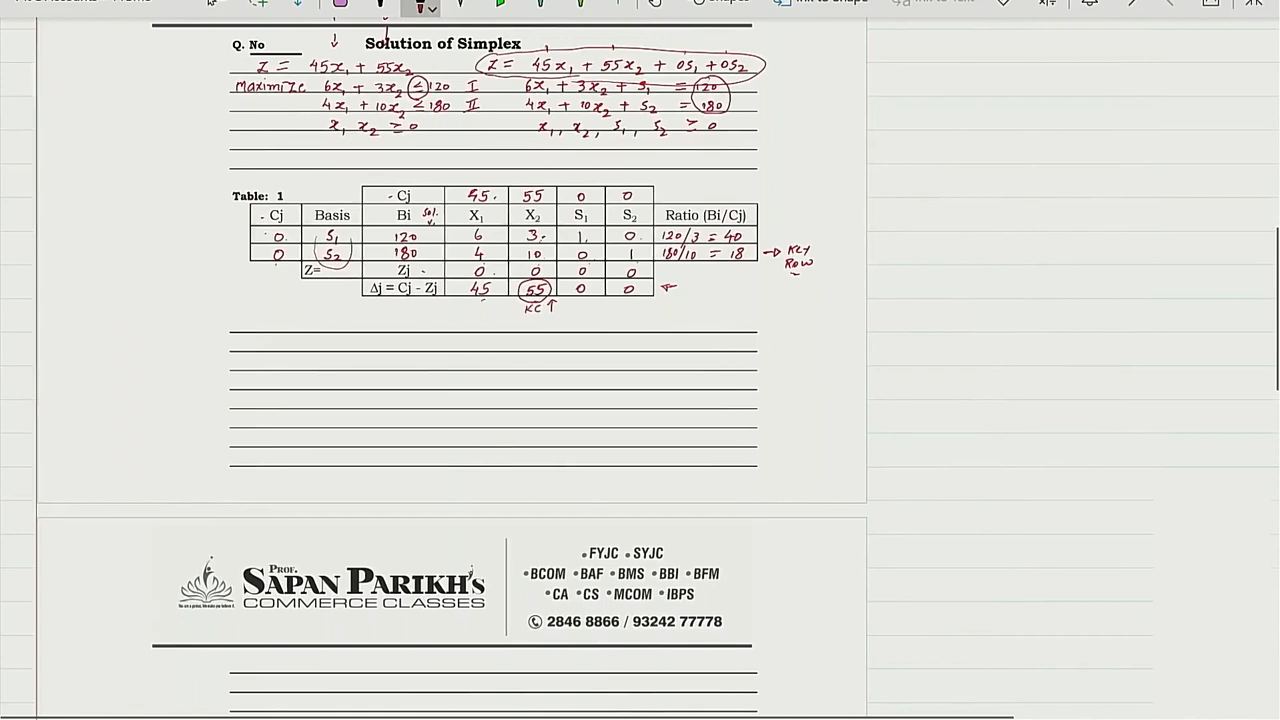 Q. No Solution of Simplex
Z = 45x₁ + 55x₂
Maximize 6x₁ + 3x₂ ≤ 120 I
4x₁ + 10x₂ ≤ 180 II
x₁ x₂ ≥ 0
Z = 45x₁ + 55x₂ + 0S₁ + 0S₂
6x₁ + 3x₂ + S₁ = 120
4x₁ + 10x₂ + S₂ = 180
x₁, x₂, S₁, S₂ ≥ 0
Table: 1 - Cj 45 55 0 0
- Cj Basis Bi sol. X₁ X₂ S₁ S₂ Ratio (Bi/Cj)
0 S₁ 120 6 3 1 0 120/3 = 40
0 S₂ 180 4 10 0 1 180/10 = 18 → Key Row
Z= Zj 0 0 0 0
Δj = Cj - Zj 45 55 0 0 ←
KC ↑
PROF. SAPAN PARIKH'S
COMMERCE CLASSES
• FYJC • SYJC
• BCOM • BAF • BMS • BBI • BFM
• CA • CS • MCOM • IBPS
2846 8866 / 93242 77778